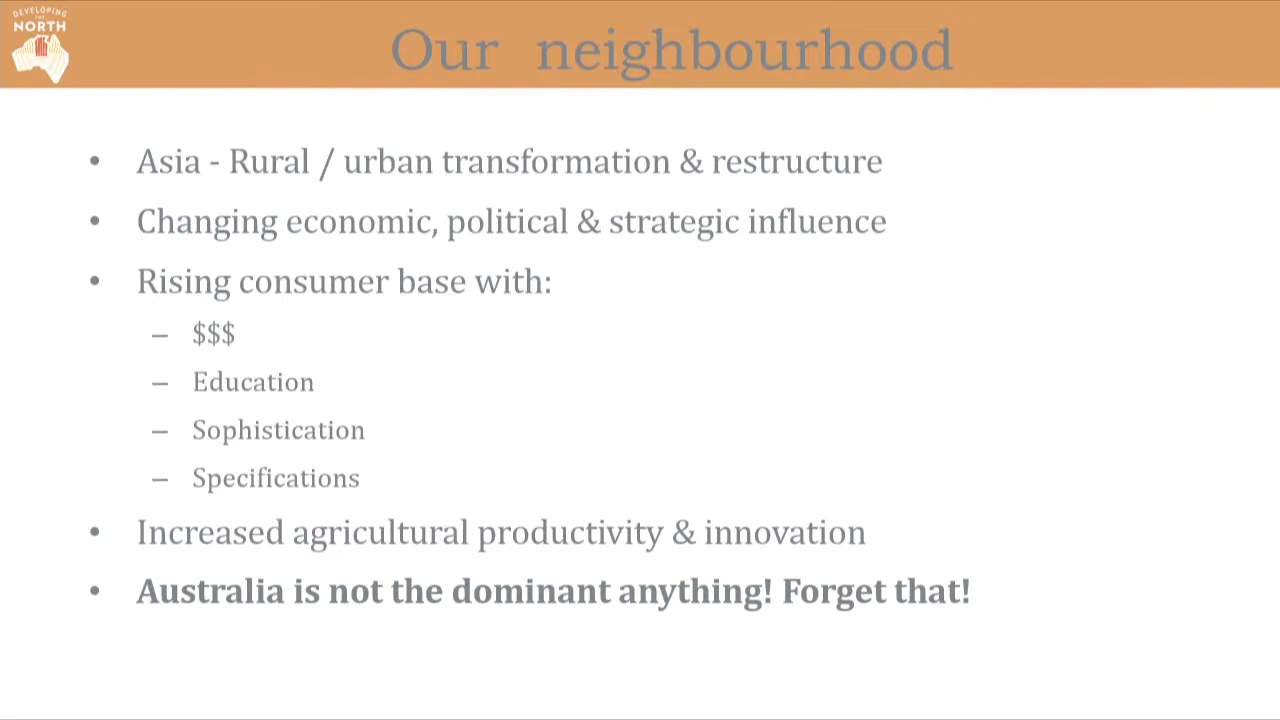 DEVELOPING
THE
NORTH
Our neighbourhood
• Asia - Rural / urban transformation & restructure
• Changing economic, political & strategic influence
• Rising consumer base with:
– $$$
– Education
– Sophistication
– Specifications
• Increased agricultural productivity & innovation
• Australia is not the dominant anything! Forget that!